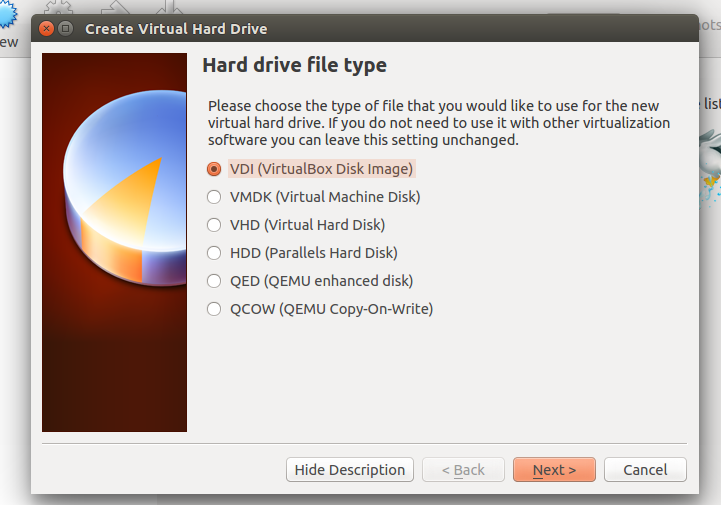 Create Virtual Hard Drive
ew
ots
Hard drive file type
Please choose the type of file that you would like to use for the new
virtual hard drive. If you do not need to use it with other virtualization
software you can leave this setting unchanged.
list
VDI (VirtualBox Disk Image)
VMDK (Virtual Machine Disk)
VHD (Virtual Hard Disk)
HDD (Parallels Hard Disk)
QED (QEMU enhanced disk)
QCOW (QEMU Copy-On-Write)
Hide Description
< Back
Next >
Cancel